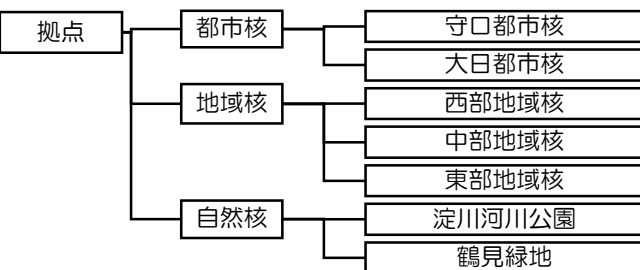 拠点
都市核
守口都市核
大日都市核
地域核
西部地域核
中部地域核
東部地域核
自然核
淀川河川公園
鶴見緑地